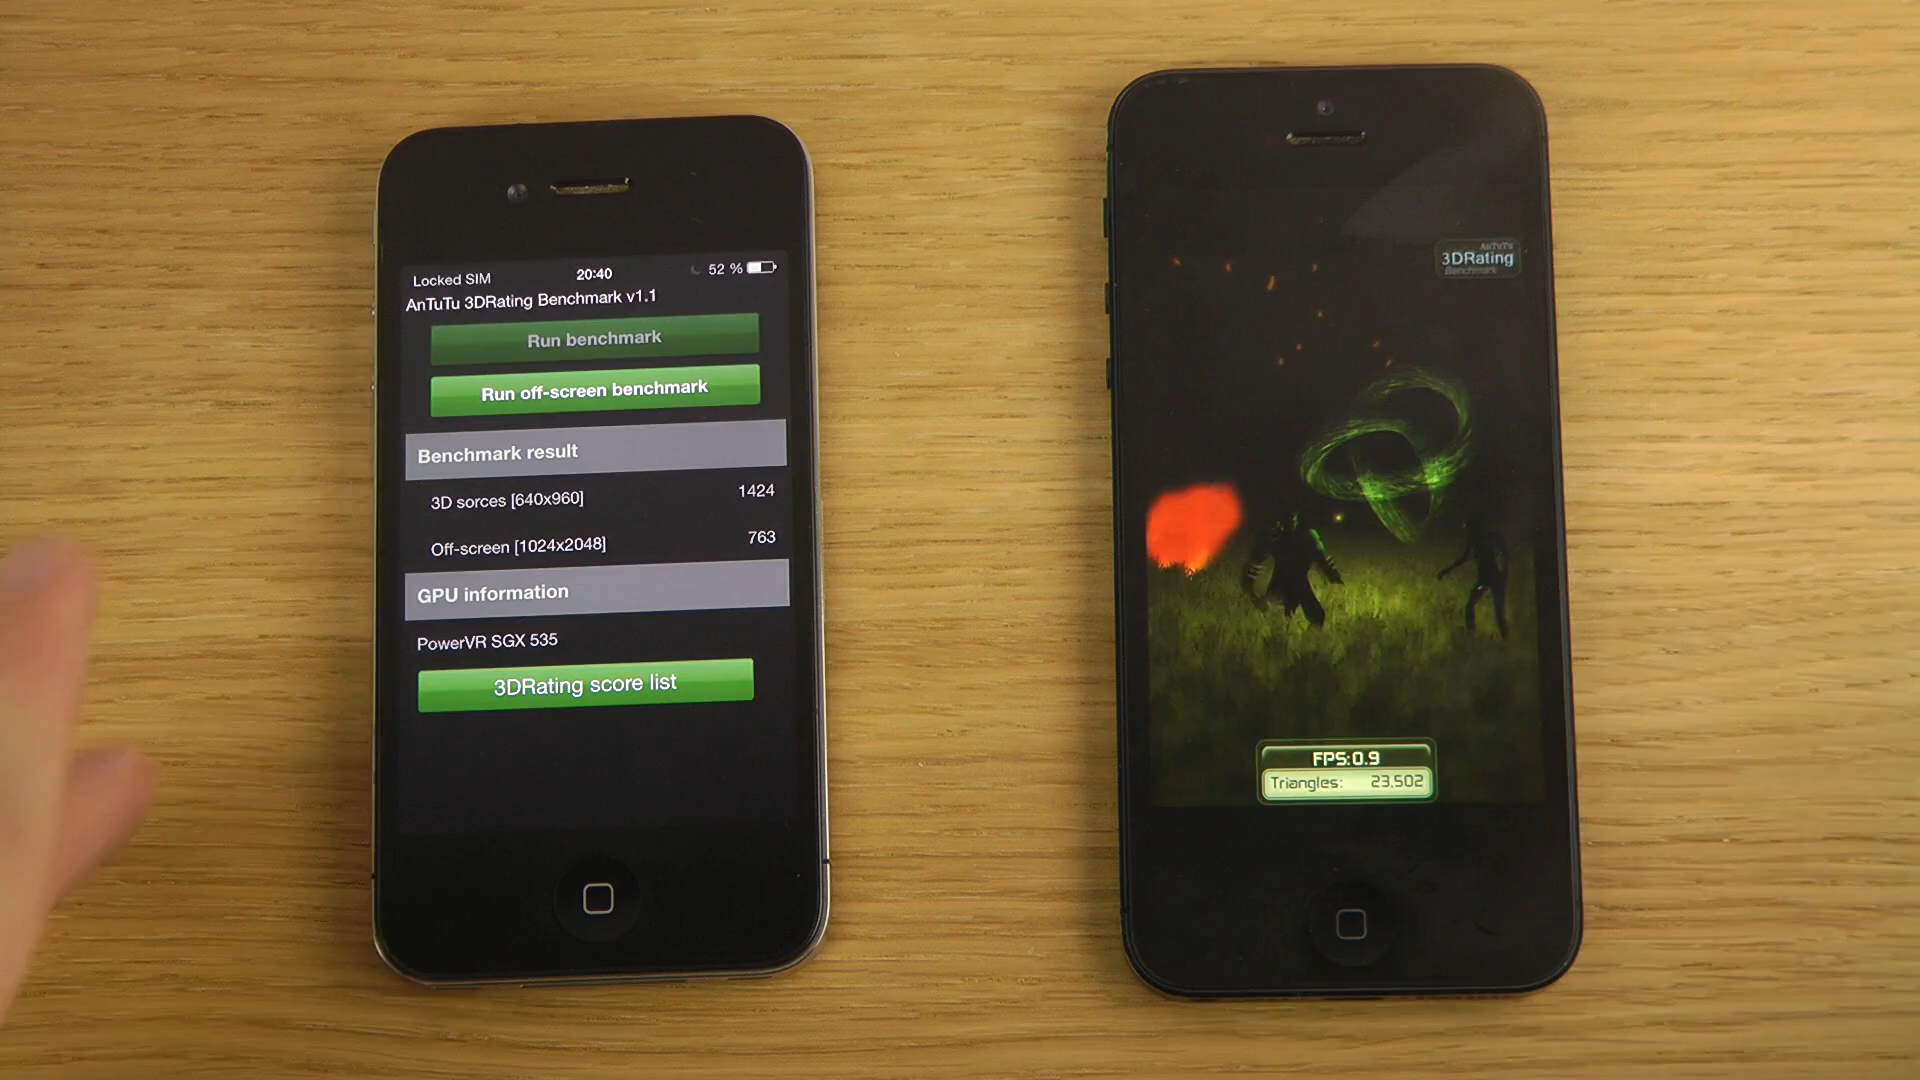 Locked SIM 20:40 52 %
AnTuTu 3DRating Benchmark v1.1
Run benchmark
Run off-screen benchmark
Benchmark result
3D sorces [640x960] 1424
Off-screen [1024x2048] 763
GPU information
PowerVR SGX 535
3DRating score list
AnTuTu
3DRating
Benchmark
FPS:0.9
Triangles: 23,502